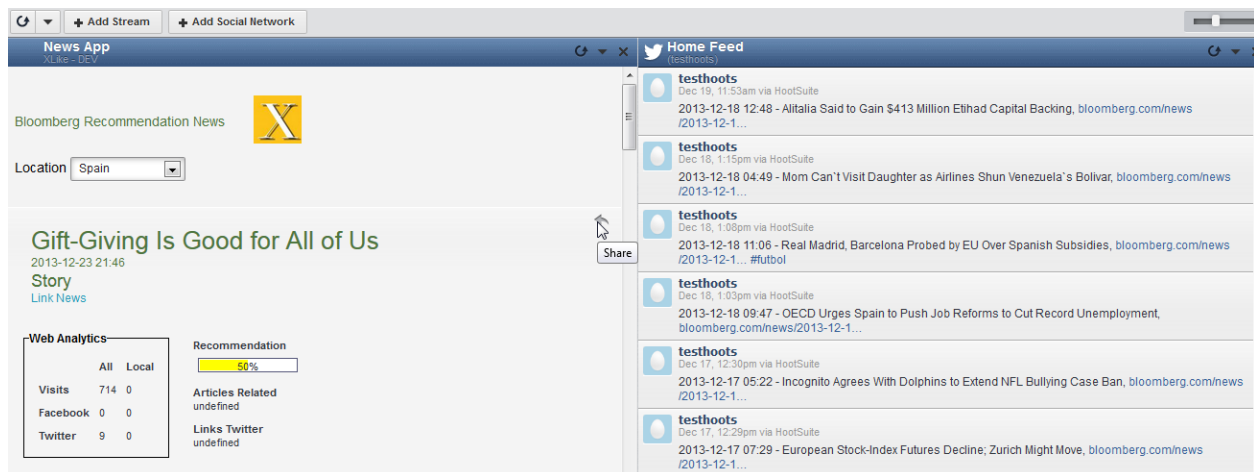 Add Stream
Add Social Network
News App
XLike - DEV
Bloomberg Recommendation News
X
Location Spain
Gift-Giving Is Good for All of Us
2013-12-23 21:46
Story
Link News
Share
Web Analytics
All Local
Visits 714 0
Facebook 0 0
Twitter 9 0
Recommendation
50%
Articles Related
undefined
Links Twitter
undefined
Home Feed
(testhoots)
testhoots
Dec 19, 11:53am via HootSuite
2013-12-18 12:48 - Alitalia Said to Gain $413 Million Etihad Capital Backing, bloomberg.com/news
/2013-12-1...
testhoots
Dec 18, 1:15pm via HootSuite
2013-12-18 04:49 - Mom Can`t Visit Daughter as Airlines Shun Venezuela`s Bolivar, bloomberg.com/news
/2013-12-1...
testhoots
Dec 18, 1:08pm via HootSuite
2013-12-18 11:06 - Real Madrid, Barcelona Probed by EU Over Spanish Subsidies, bloomberg.com/news
/2013-12-1... #futbol
testhoots
Dec 18, 1:03pm via HootSuite
2013-12-18 09:47 - OECD Urges Spain to Push Job Reforms to Cut Record Unemployment,
bloomberg.com/news/2013-12-1...
testhoots
Dec 17, 12:30pm via HootSuite
2013-12-17 05:22 - Incognito Agrees With Dolphins to Extend NFL Bullying Case Ban, bloomberg.com/news
/2013-12-1...
testhoots
Dec 17, 12:29pm via HootSuite
2013-12-17 07:29 - European Stock-Index Futures Decline; Zurich Might Move, bloomberg.com/news
/2013-12-1...